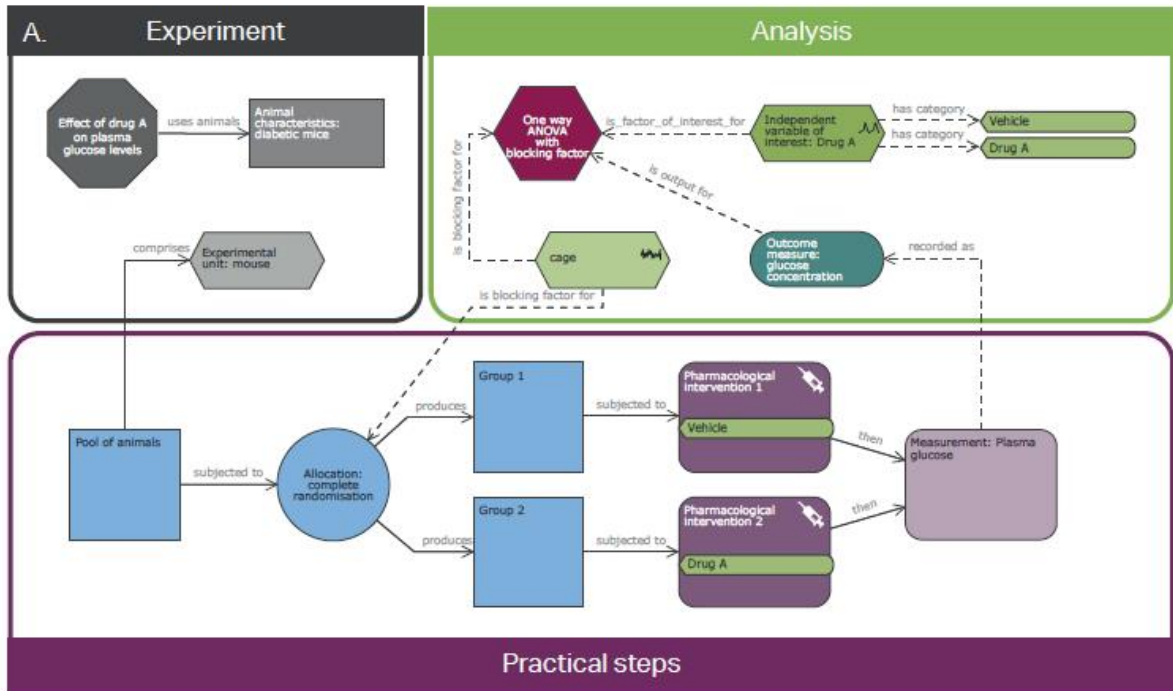 A.
Experiment
Analysis
Effect of drug A
on plasma
glucose levels
uses animals
Animal
characteristics:
diabetic mice
comprises
Experimental
unit: mouse
is blocking factor for
One way
ANOVA
with
blocking factor
is_factor_of_interest_for
Independent
variable of
interest: Drug A
has category
has category
Vehicle
Drug A
is output for
cage
is blocking factor for
Outcome
measure:
glucose
concentration
recorded as
Pool of animals
subjected to
Allocation:
complete
randomisation
produces
produces
Group 1
Group 2
subjected to
subjected to
Pharmacological
intervention 1
Vehicle
Pharmacological
intervention 2
Drug A
then
then
Measurement: Plasma
glucose
Practical steps